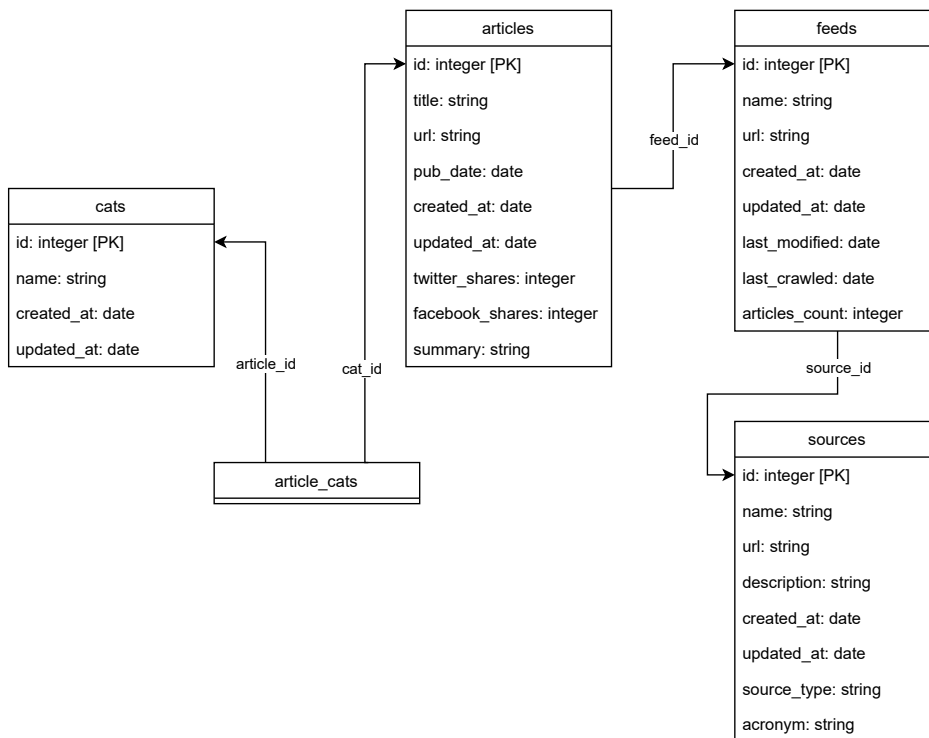 articles
id: integer [PK]
title: string
url: string
pub_date: date
created_at: date
updated_at: date
twitter_shares: integer
facebook_shares: integer
summary: string
feeds
id: integer [PK]
name: string
url: string
created_at: date
updated_at: date
last_modified: date
last_crawled: date
articles_count: integer
feed_id
cats
id: integer [PK]
name: string
created_at: date
updated_at: date
article_id
cat_id
source_id
article_cats
sources
id: integer [PK]
name: string
url: string
description: string
created_at: date
updated_at: date
source_type: string
acronym: string